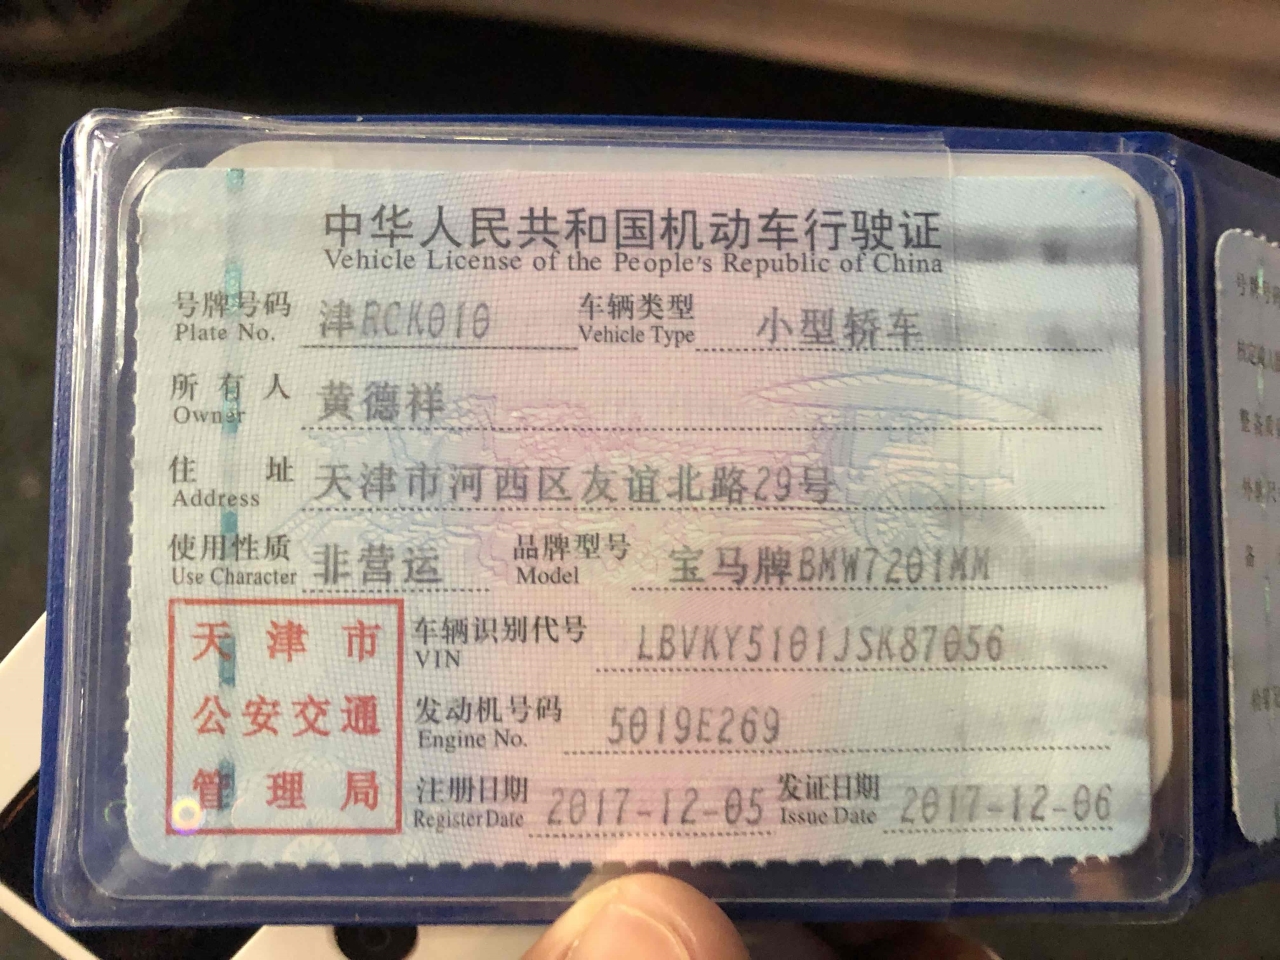 中华人民共和国机动车行驶证
Vehicle License of the People's Republic of China
号牌号码 津RCK010 车辆类型 小型轿车
Plate No. Vehicle Type
所有人 黄德祥
Owner
住址 天津市河西区友谊北路29号
Address
使用性质 非营运 品牌型号 宝马牌BMW7201MM
Use Character Model
天津市
公安交通
管理局
车辆识别代号 LBVKY5101JSK87056
VIN
发动机号码 5019E269
Engine No.
注册日期 2017-12-05 发证日期 2017-12-06
Register Date Issue Date